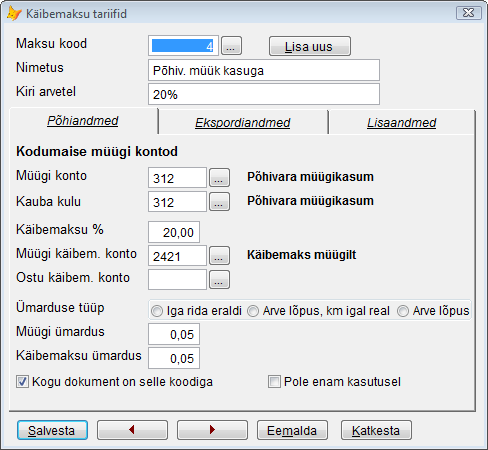 Käibemaksu tariifid
Maksu kood 4 ... Lisa uus
Nimetus Põhiv. müük kasuga
Kiri arvetel 20%
Põhiandmed Ekspordiandmed Lisaandmed
Kodumaise müügi kontod
Müügi konto 312 ... Põhivara müügikasum
Kauba kulu 312 ... Põhivara müügikasum
Käibemaksu % 20,00
Müügi käibem. konto 2421 ... Käibemaks müügilt
Ostu käibem. konto ...
Ümarduse tüüp Iga rida eraldi Arve lõpus, km igal real Arve lõpus
Müügi ümardus 0,05
Käibemaksu ümardus 0,05
Kogu dokument on selle koodiga Pole enam kasutusel
Salvesta Eemalda Katkesta